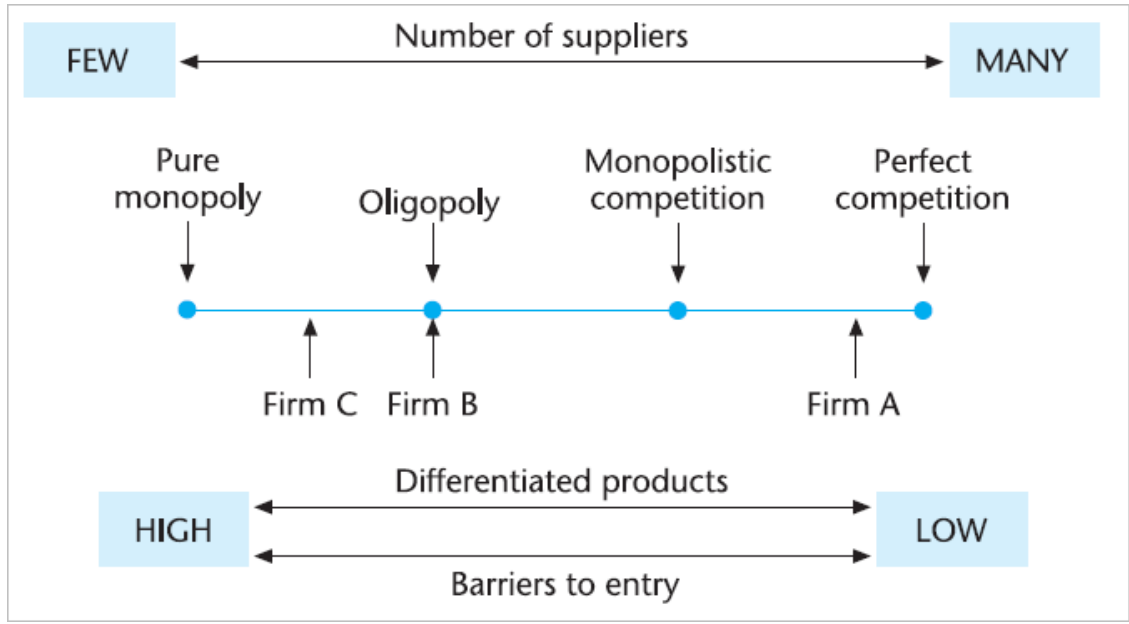 Number of suppliers
FEW
MANY
Pure
monopoly
Oligopoly
Monopolistic
competition
Perfect
competition
Firm C
Firm B
Firm A
Differentiated products
HIGH
LOW
Barriers to entry